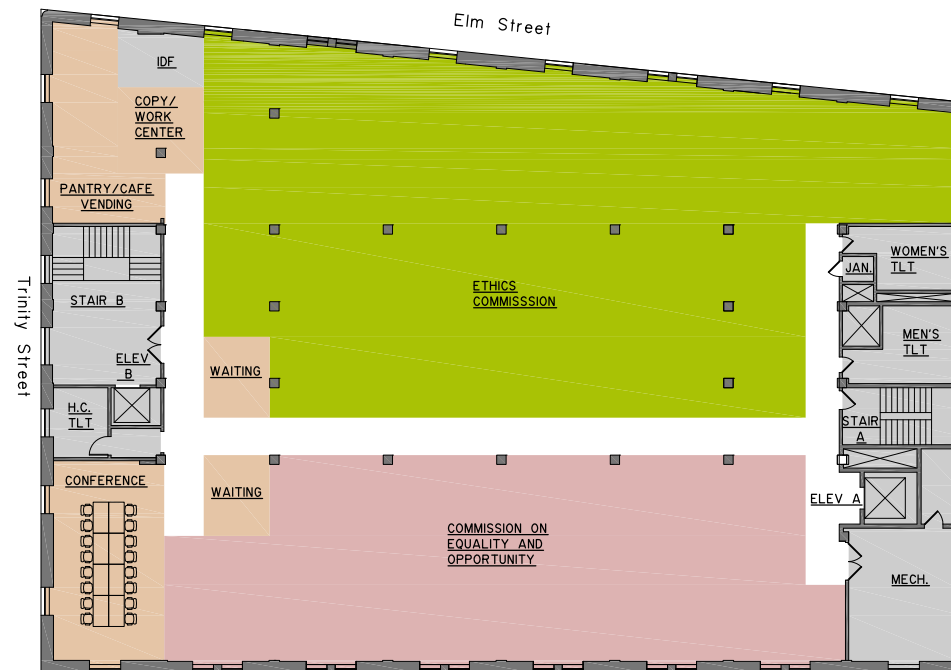 Elm Street
IDF
COPY/
WORK
CENTER
PANTRY/CAFE
VENDING
WOMEN'S
TLT
JAN.
STAIR B
ETHICS
COMMISSSION
Trinity Street
MEN'S
TLT
ELEV
B
WAITING
H.C.
TLT
STAIR
A
CONFERENCE
WAITING
ELEV A
COMMISSION ON
EQUALITY AND
OPPORTUNITY
MECH.